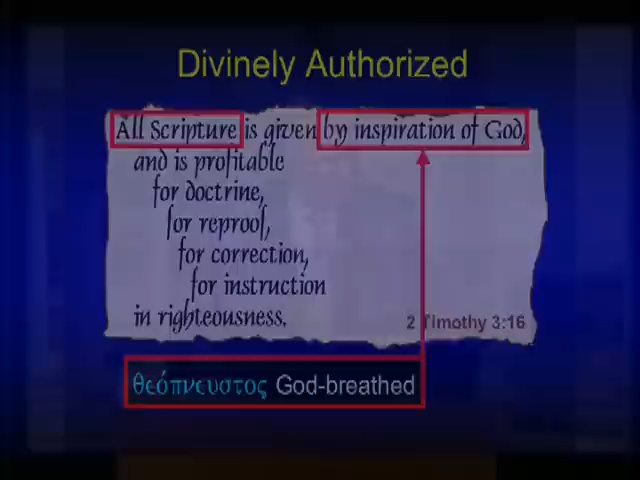 Divinely Authorized
All Scripture is given by inspiration of God,
and is profitable
for doctrine,
for reproof,
for correction,
for instruction
in righteousness.
2 Timothy 3:16
θεόπνευστος God-breathed